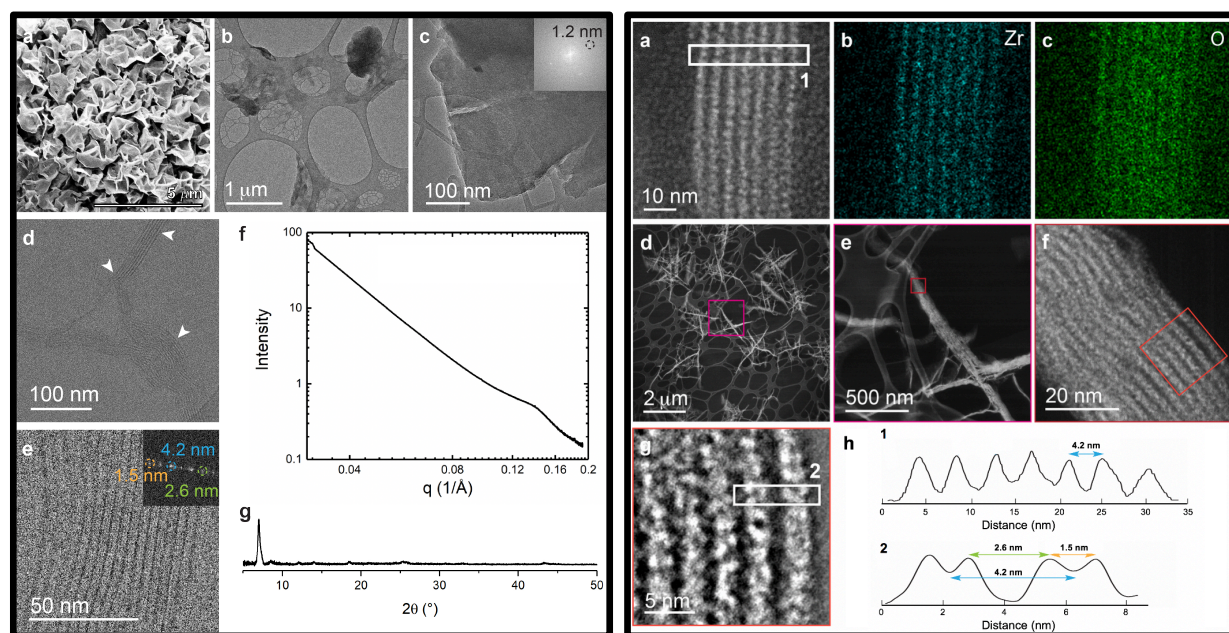 a
5 µm
b
1 µm
c
1.2 nm
100 nm
d
100 nm
e
4.2 nm
1.5 nm
2.6 nm
50 nm
f
100
10
1
0.1
Intensity
0.04 0.08 0.12 0.16 0.2
q (1/Å)
g
10 20 30 40 50
2θ (°)
a
1
10 nm
b
Zr
c
O
d
2 µm
e
500 nm
f
20 nm
g
2
5 nm
h
1
4.2 nm
0 5 10 15 20 25 30 35
Distance (nm)
2
2.6 nm 1.5 nm
4.2 nm
0 2 4 6 8
Distance (nm)